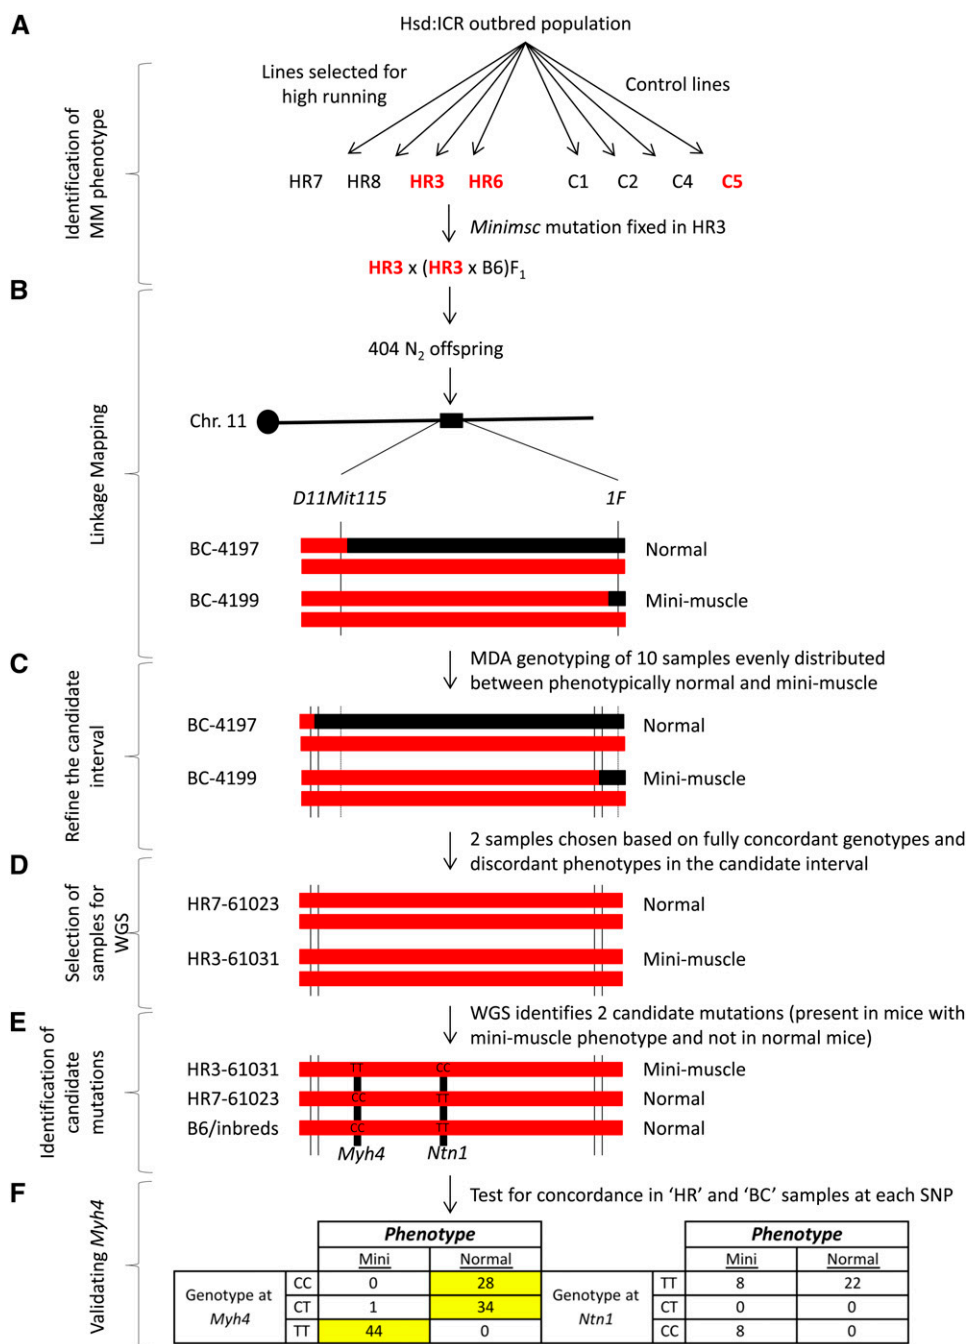 A
Hsd:ICR outbred population
Lines selected for
high running
Control lines
Identification of
MM phenotype
HR7 HR8 HR3 HR6 C1 C2 C4 C5
Minimsc mutation fixed in HR3
HR3 x (HR3 x B6)F1
B
404 N2 offspring
Linkage Mapping
Chr. 11
D11Mit115 1F
BC-4197 Normal
BC-4199 Mini-muscle
C
MDA genotyping of 10 samples evenly distributed
between phenotypically normal and mini-muscle
Refine the candidate
interval
BC-4197 Normal
BC-4199 Mini-muscle
2 samples chosen based on fully concordant genotypes and
discordant phenotypes in the candidate interval
D
Selection of
samples for
WGS
HR7-61023 Normal
HR3-61031 Mini-muscle
E
WGS identifies 2 candidate mutations (present in mice with
mini-muscle phenotype and not in normal mice)
Identification of
candidate
mutations
HR3-61031 TT CC Mini-muscle
HR7-61023 CC TT Normal
B6/inbreds CC TT Normal
Myh4 Ntn1
F
Test for concordance in 'HR' and 'BC' samples at each SNP
Validating Myh4
Phenotype
Mini Normal
Genotype at
Myh4
CC 0 28
CT 1 34
TT 44 0
Phenotype
Mini Normal
Genotype at
Ntn1
TT 8 22
CT 0 0
CC 8 0